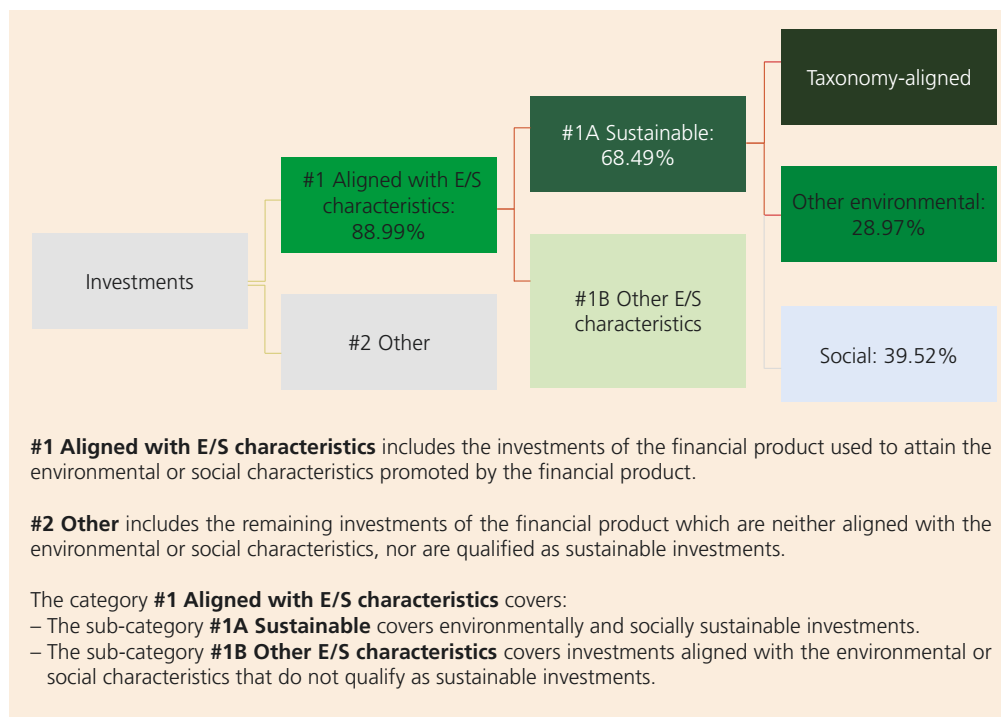 Investments
#1 Aligned with E/S
characteristics:
88.99%
#2 Other
#1A Sustainable:
68.49%
#1B Other E/S
characteristics
Taxonomy-aligned
Other environmental:
28.97%
Social: 39.52%
#1 Aligned with E/S characteristics includes the investments of the financial product used to attain the
environmental or social characteristics promoted by the financial product.
#2 Other includes the remaining investments of the financial product which are neither aligned with the
environmental or social characteristics, nor are qualified as sustainable investments.
The category #1 Aligned with E/S characteristics covers:
– The sub-category #1A Sustainable covers environmentally and socially sustainable investments.
– The sub-category #1B Other E/S characteristics covers investments aligned with the environmental or
social characteristics that do not qualify as sustainable investments.